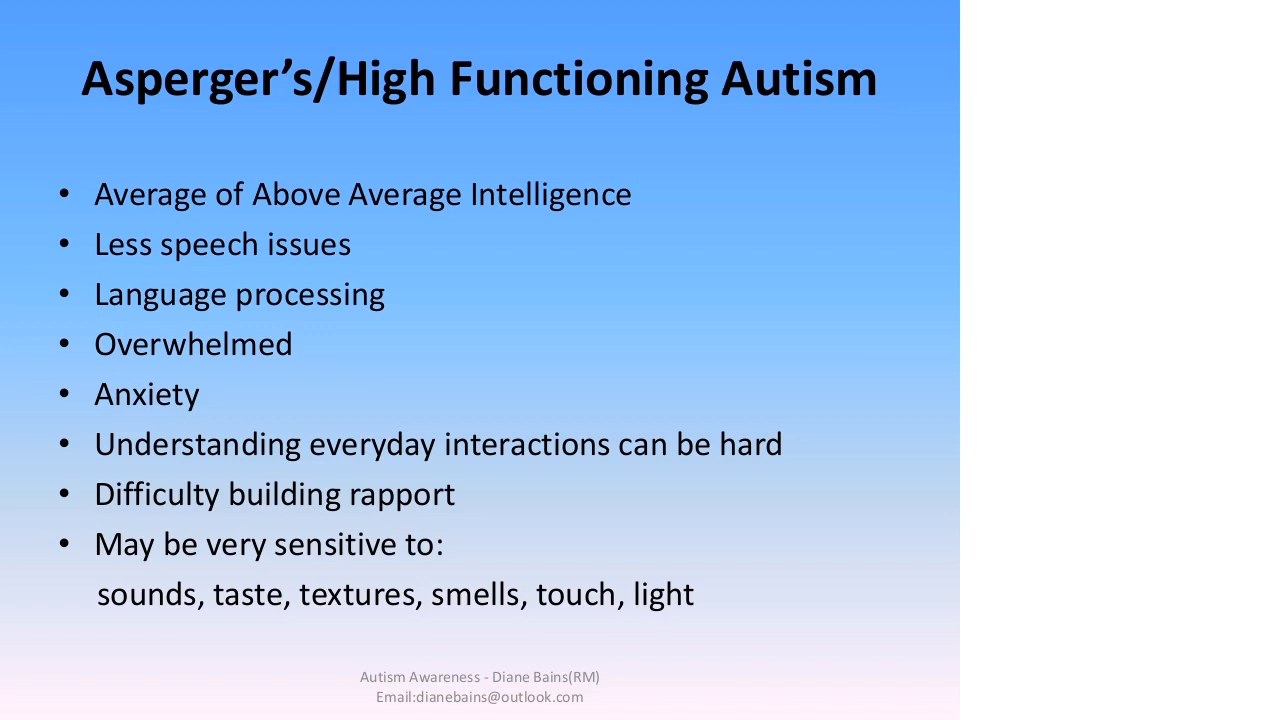 Asperger’s/High Functioning Autism
• Average of Above Average Intelligence
• Less speech issues
• Language processing
• Overwhelmed
• Anxiety
• Understanding everyday interactions can be hard
• Difficulty building rapport
• May be very sensitive to:
sounds, taste, textures, smells, touch, light
Autism Awareness - Diane Bains(RM)
Email:dianebains@outlook.com